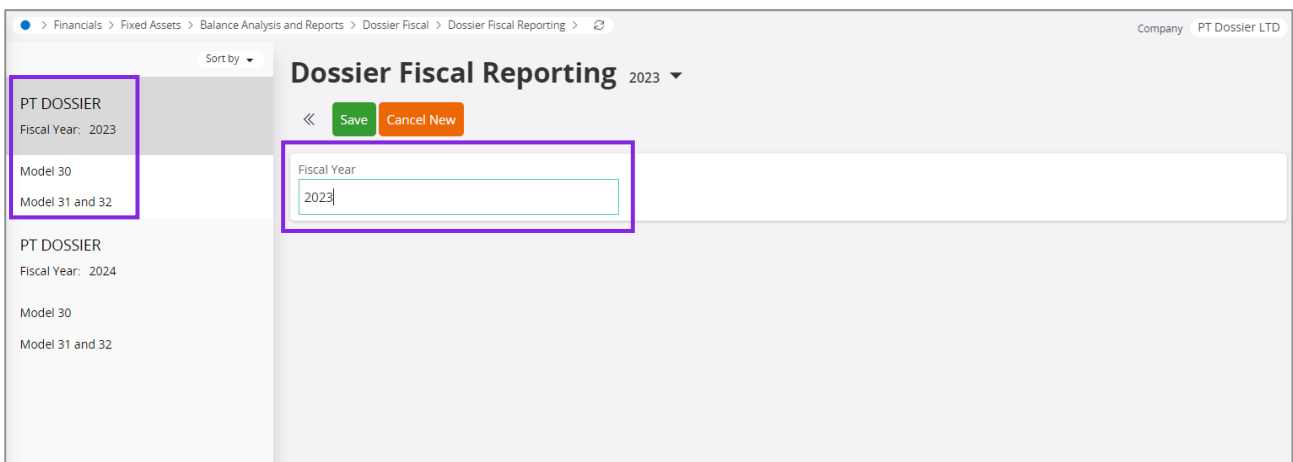 > Financials > Fixed Assets > Balance Analysis and Reports > Dossier Fiscal > Dossier Fiscal Reporting >
Company PT Dossier LTD
Sort by
PT DOSSIER
Fiscal Year: 2023
Model 30
Model 31 and 32
PT DOSSIER
Fiscal Year: 2024
Model 30
Model 31 and 32
Dossier Fiscal Reporting 2023
Save Cancel New
Fiscal Year
2023